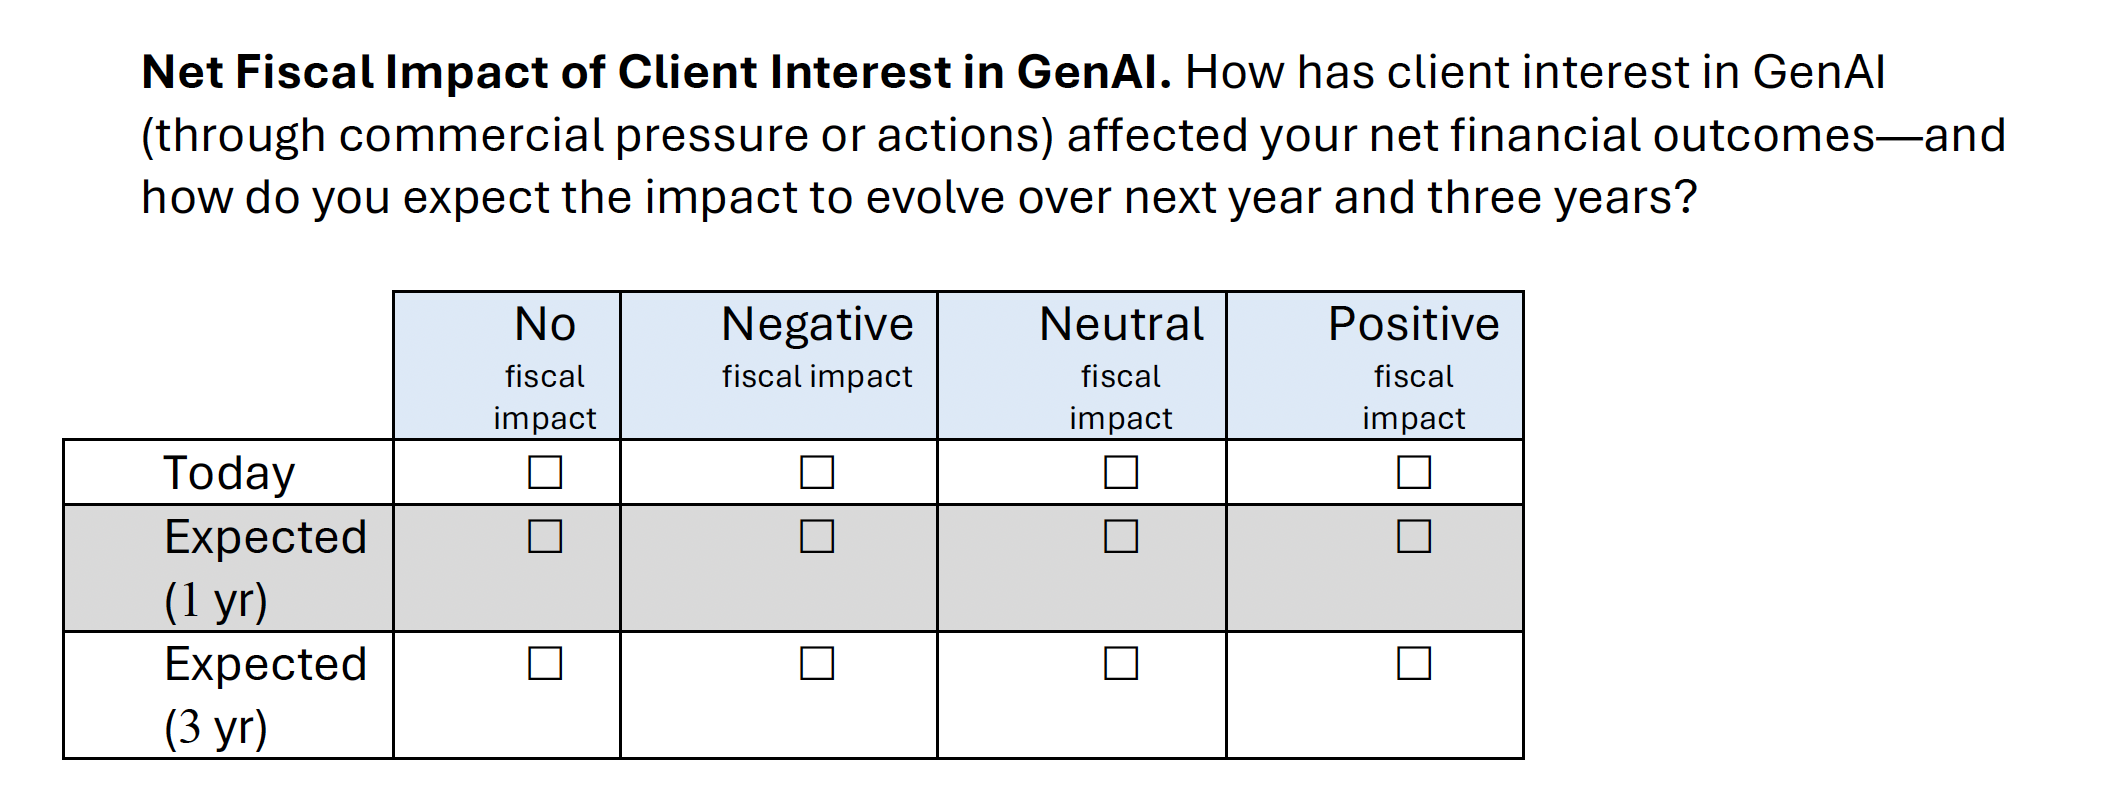 Net Fiscal Impact of Client Interest in GenAI. How has client interest in GenAI
(through commercial pressure or actions) affected your net financial outcomes—and
how do you expect the impact to evolve over next year and three years?
No Negative Neutral Positive
fiscal fiscal impact fiscal fiscal
impact impact impact
Today ☐ ☐ ☐ ☐
Expected ☐ ☐ ☐ ☐
(1 yr)
Expected ☐ ☐ ☐ ☐
(3 yr)